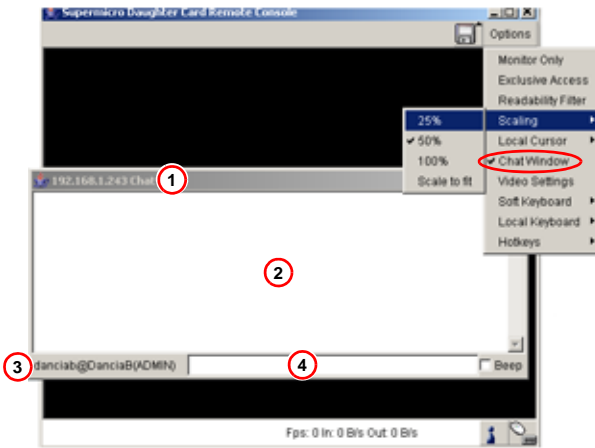 Supermicro Daughter Card Remote Console
Options
Monitor Only
Exclusive Access
Readability Filter
Scaling
Local Cursor
Chat Window
Video Settings
Soft Keyboard
Local Keyboard
Hotkeys
25%
50%
100%
Scale to fit
192.168.1.243 Chat
1
2
3
danciab@DanciaB(ADMIN)
4
Beep
Fps: 0 In: 0 B/s Out: 0 B/s